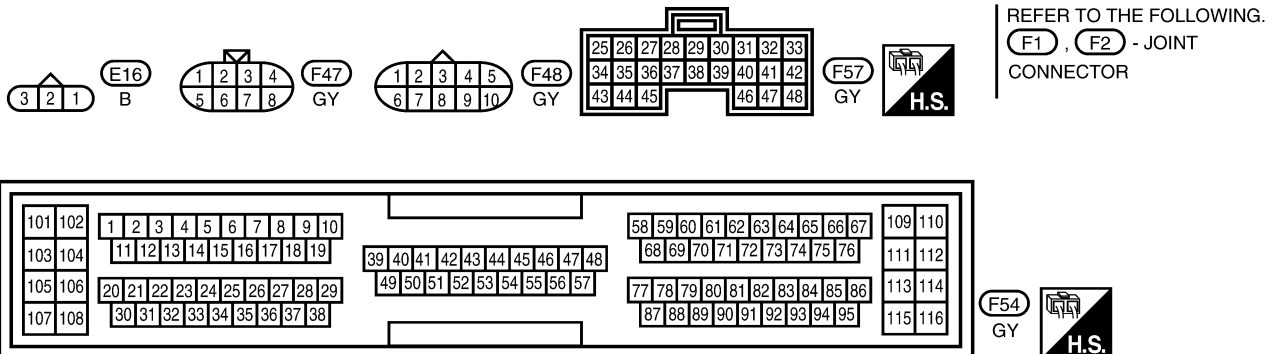 REFER TO THE FOLLOWING.
F1 , F2 - JOINT
CONNECTOR
3 2 1
E16
B
1 2 3 4
5 6 7 8
F47
GY
1 2 3 4 5
6 7 8 9 10
F48
GY
25 26 27 28 29 30 31 32 33
34 35 36 37 38 39 40 41 42
43 44 45 46 47 48
F57
GY
H.S.
101 102
103 104
105 106
107 108
1 2 3 4 5 6 7 8 9 10
11 12 13 14 15 16 17 18 19
20 21 22 23 24 25 26 27 28 29
30 31 32 33 34 35 36 37 38
39 40 41 42 43 44 45 46 47 48
49 50 51 52 53 54 55 56 57
58 59 60 61 62 63 64 65 66 67
68 69 70 71 72 73 74 75 76
77 78 79 80 81 82 83 84 85 86
87 88 89 90 91 92 93 94 95
109 110
111 112
113 114
115 116
F54
GY
H.S.